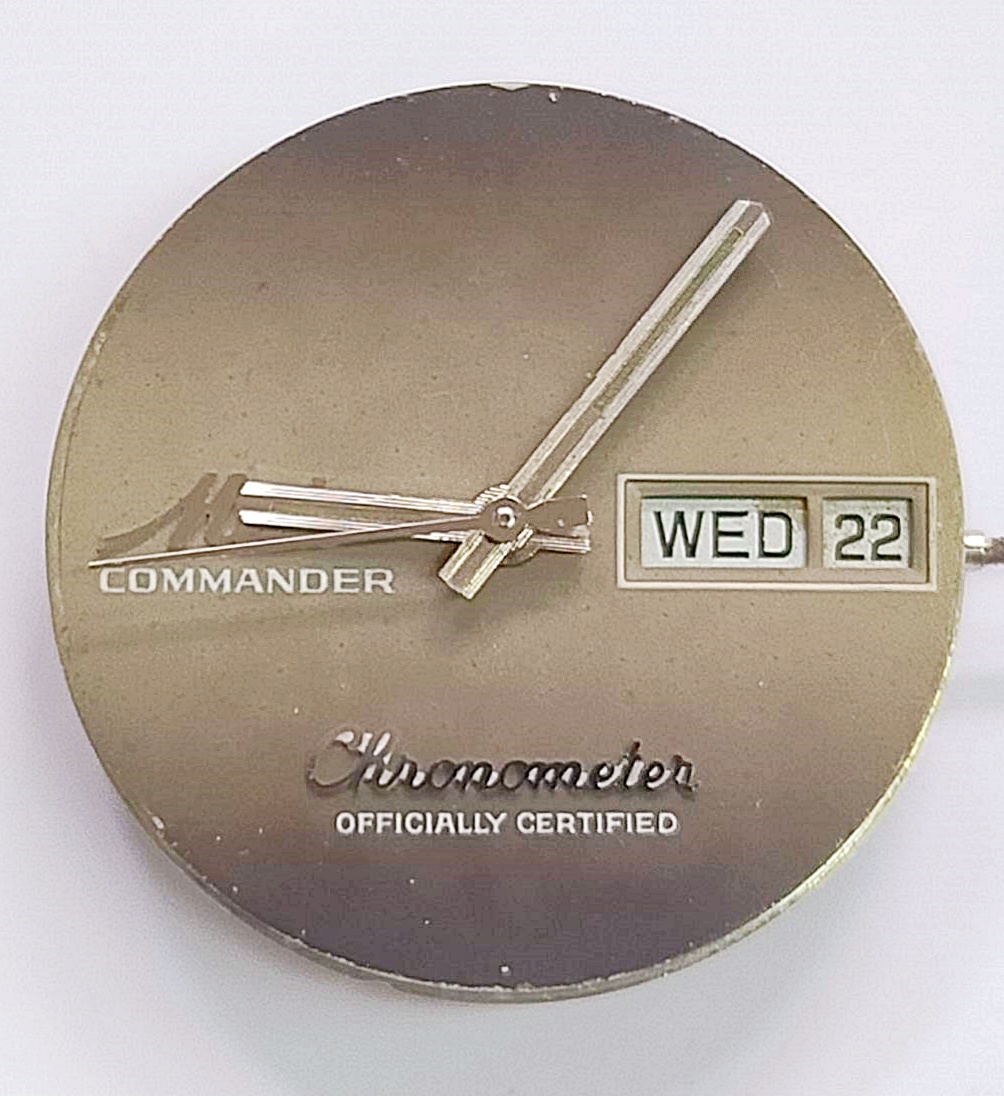 WED 22
COMMANDER
Chronometer
OFFICIALLY CERTIFIED